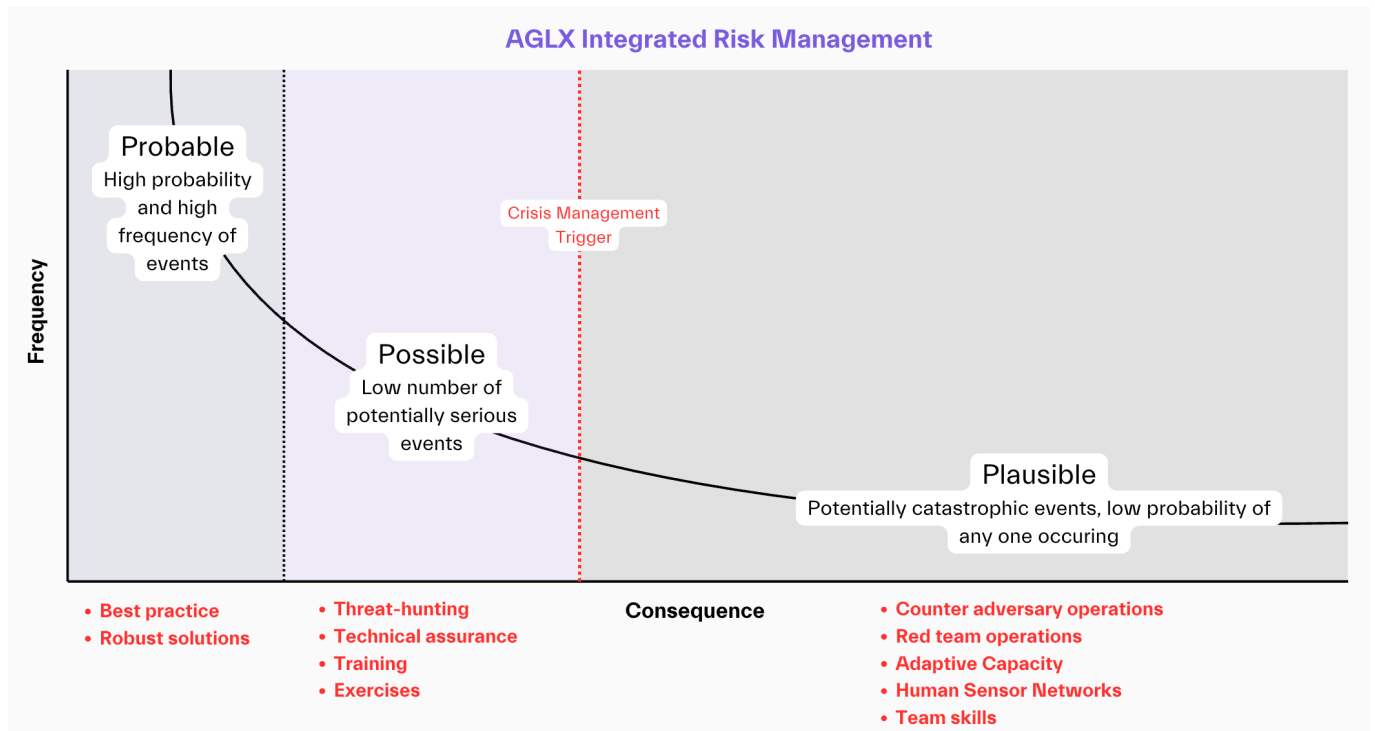 AGLX Integrated Risk Management
Probable
High probability
and high
frequency of
events
Crisis Management
Trigger
Frequency
Possible
Low number of
potentially serious
events
Plausible
Potentially catastrophic events, low probability of
any one occuring
• Best practice
• Robust solutions
• Threat-hunting
• Technical assurance
• Training
• Exercises
Consequence
• Counter adversary operations
• Red team operations
• Adaptive Capacity
• Human Sensor Networks
• Team skills